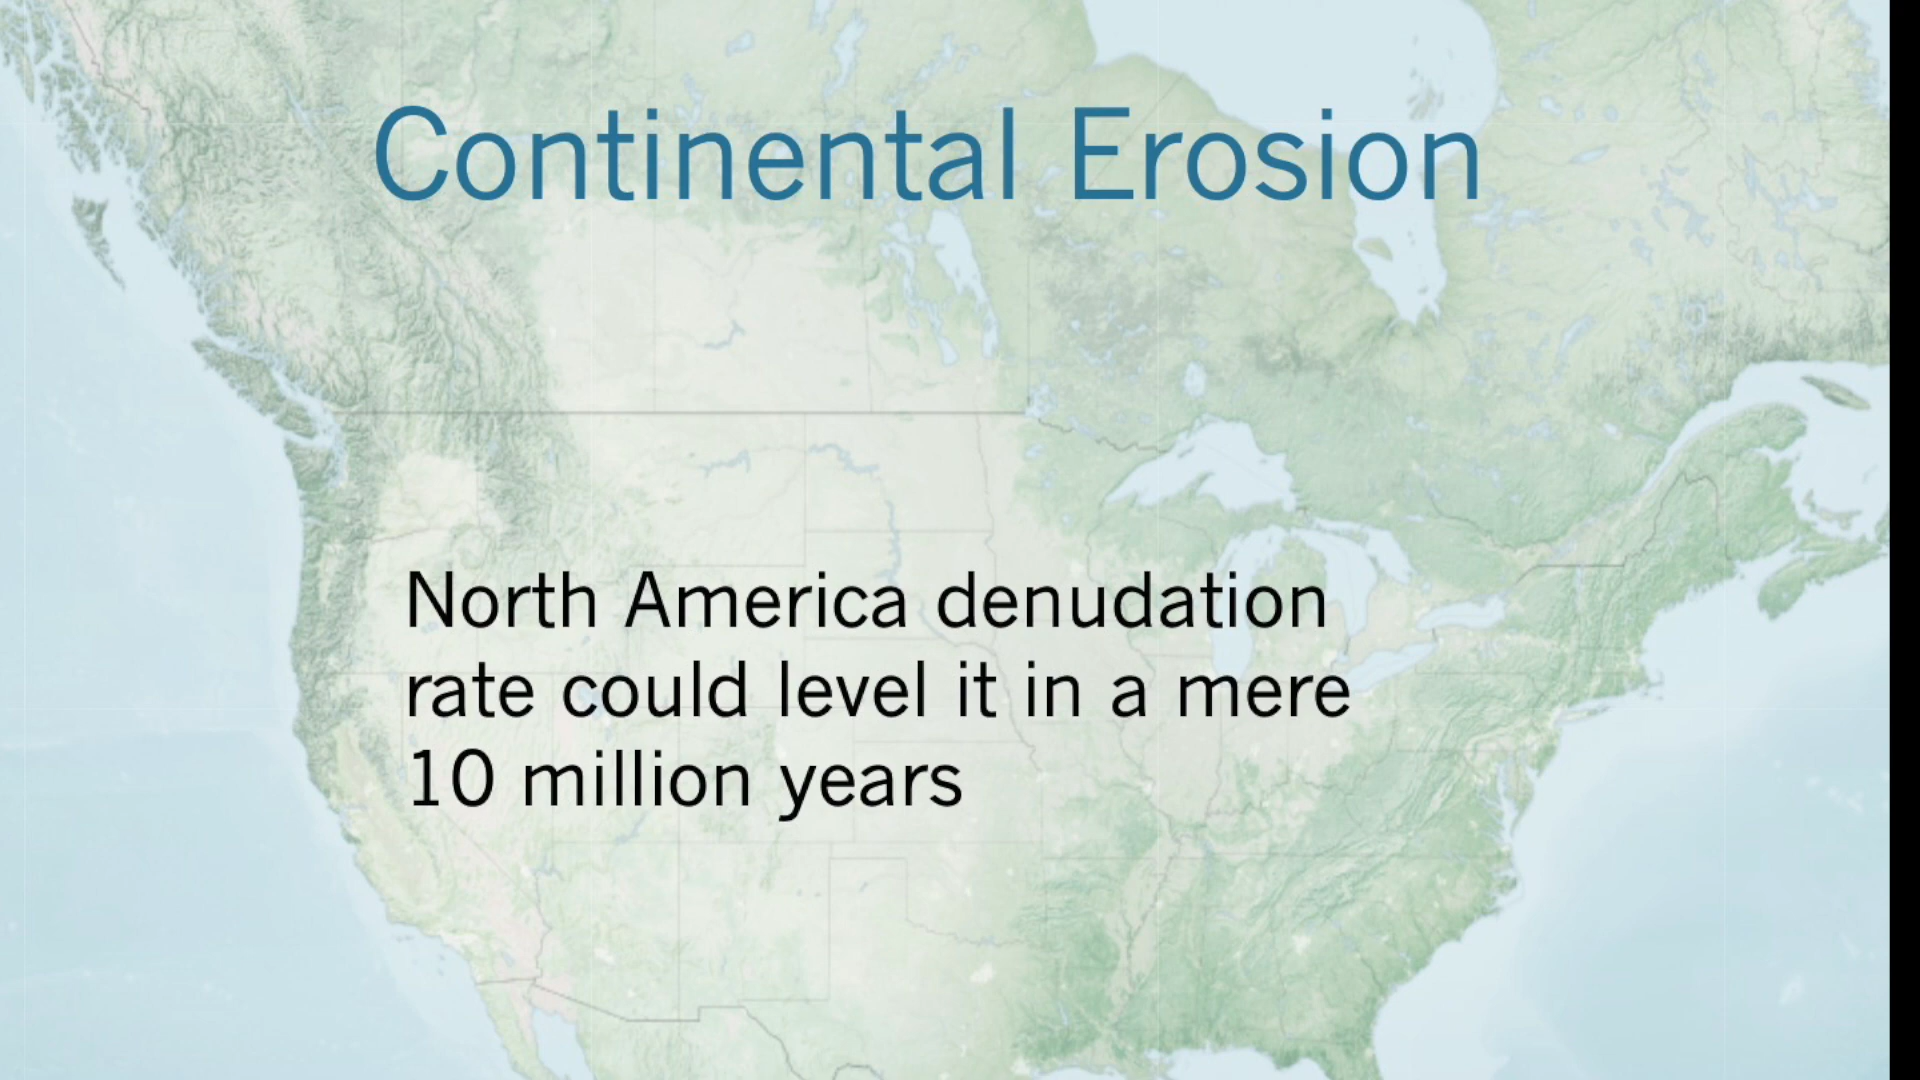 Continental Erosion
North America denudation
rate could level it in a mere
10 million years